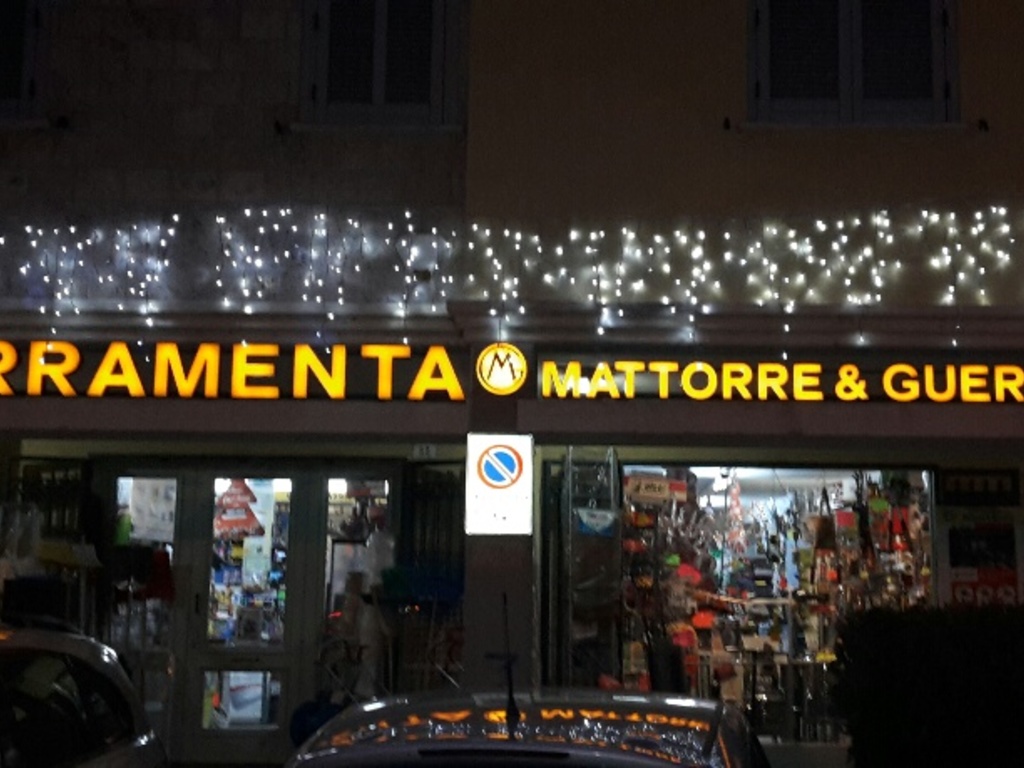 RRAMENTA M MATTORRE & GUER